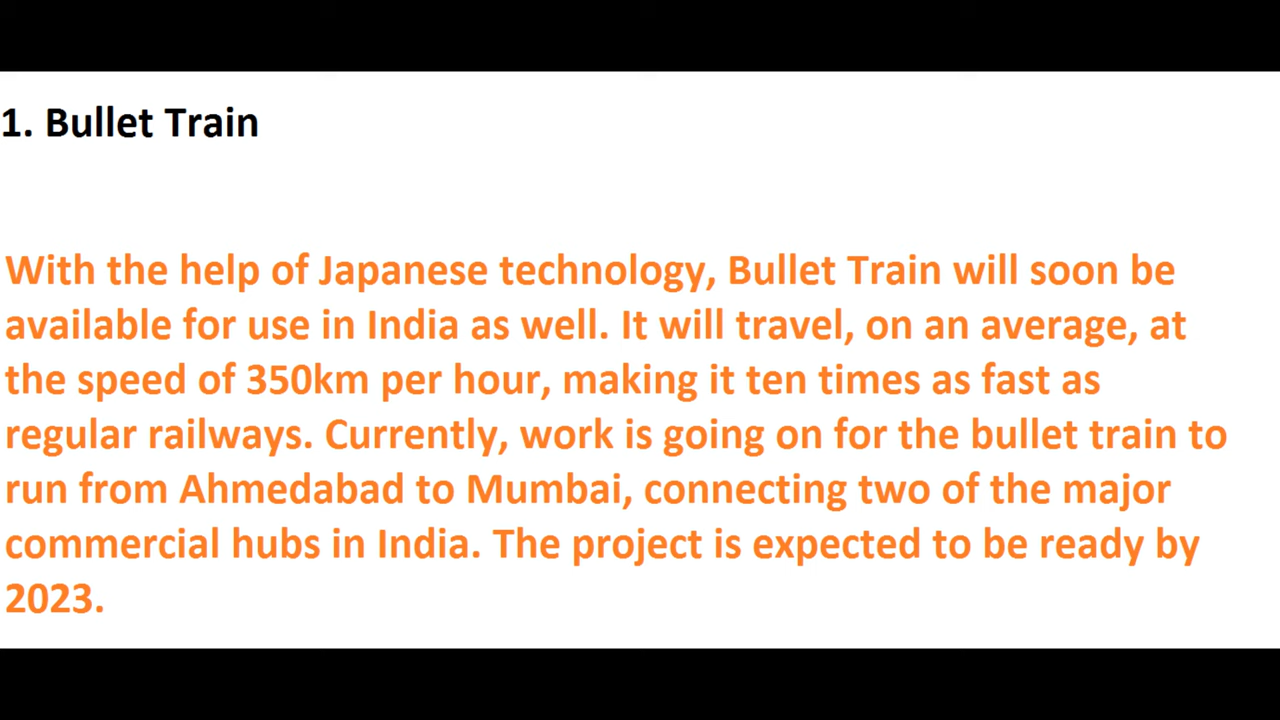 1. Bullet Train
With the help of Japanese technology, Bullet Train will soon be
available for use in India as well. It will travel, on an average, at
the speed of 350km per hour, making it ten times as fast as
regular railways. Currently, work is going on for the bullet train to
run from Ahmedabad to Mumbai, connecting two of the major
commercial hubs in India. The project is expected to be ready by
2023.